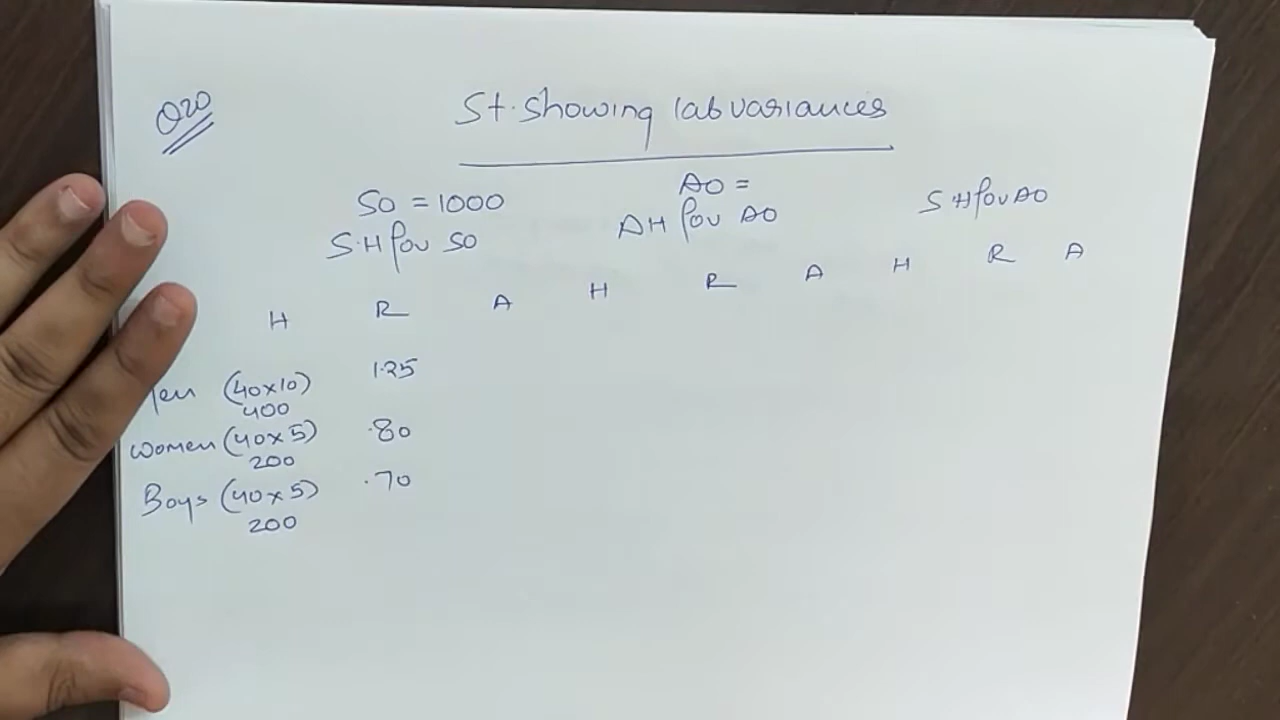 Q20
St. Showing lab variances
SO = 1000 AO =
S.H for SO AH for AO S.H for AO
H R A H R A H R A
Men (40x10) 1.25
400
Women (40x5) .80
200
Boys (40x5) .70
200